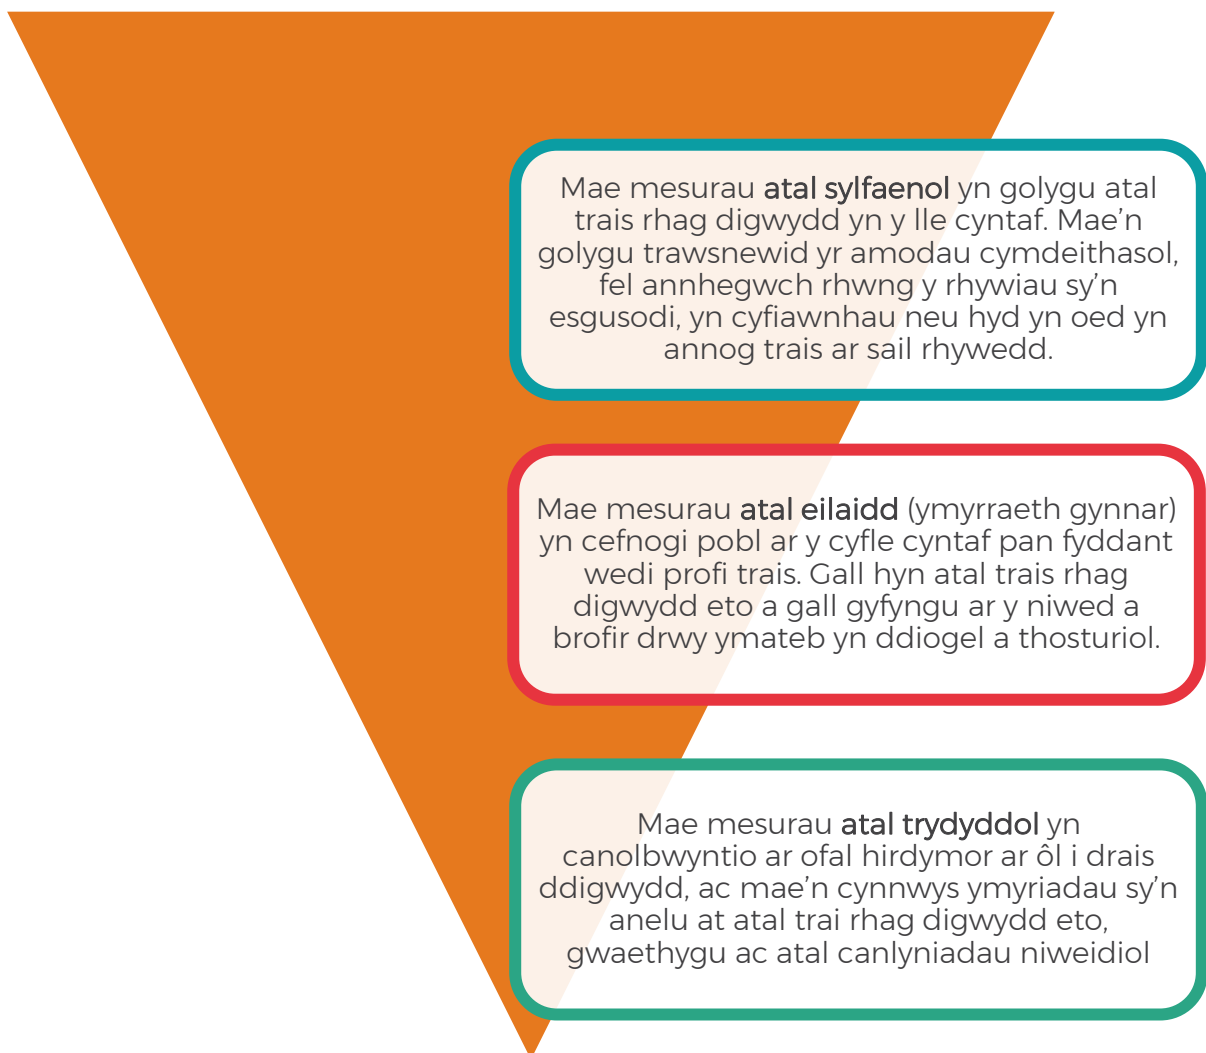 Mae mesurau atal sylfaenol yn golygu atal
trais rhag digwydd yn y lle cyntaf. Mae’n
golygu trawsnewid yr amodau cymdeithasol,
fel annhegwch rhwng y rhywiau sy’n
esgusodi, yn cyfiawnhau neu hyd yn oed yn
annog trais ar sail rhywedd.
Mae mesurau atal eilaidd (ymyrraeth gynnar)
yn cefnogi pobl ar y cyfle cyntaf pan fyddant
wedi profi trais. Gall hyn atal trais rhag
digwydd eto a gall gyfyngu ar y niwed a
brofir drwy ymateb yn ddiogel a thosturiol.
Mae mesurau atal trydyddol yn
canolbwyntio ar ofal hirdymor ar ôl i drais
ddigwydd, ac mae’n cynnwys ymyriadau sy’n
anelu at atal trai rhag digwydd eto,
gwaethygu ac atal canlyniadau niweidiol